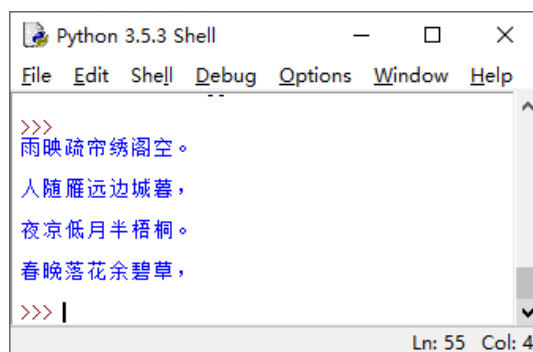 Python 3.5.3 Shell
File Edit Shell Debug Options Window Help
>>>
雨映疏帘绣阁空。
人随雁远边城暮,
夜凉低月半梧桐。
春晚落花余碧草,
>>>
Ln: 55 Col: 4